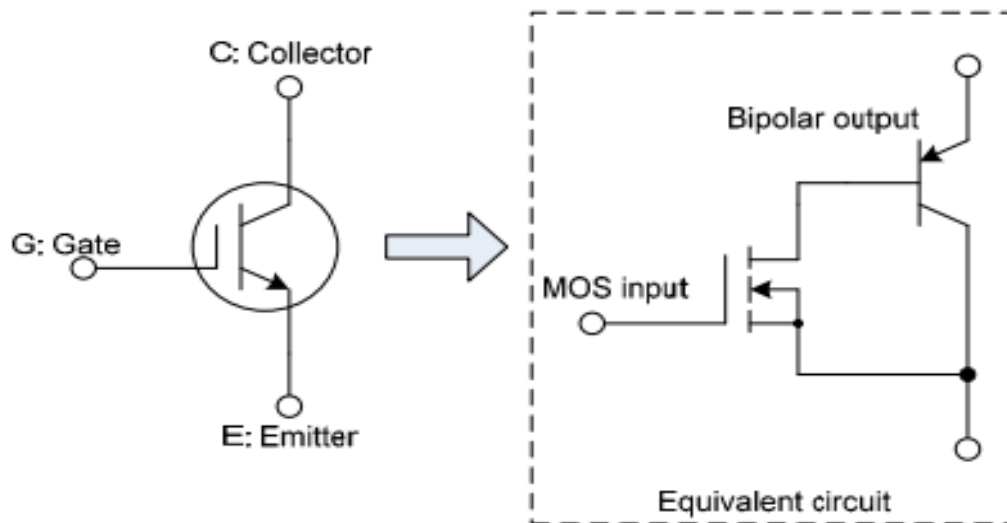 C: Collector
G: Gate
E: Emitter
Bipolar output
MOS input
Equivalent circuit